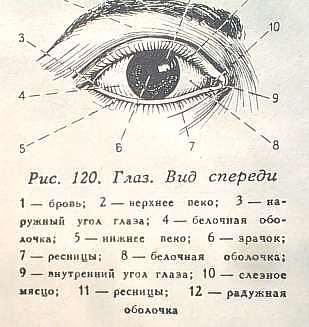 3
10
4
9
5
6
7
8
Рис. 120. Глаз. Вид спереди
1 — бровь; 2 — верхнее веко; 3 — на-
ружный угол глаза; 4 — белочная обо-
лочка; 5 — нижнее веко; 6 — зрачок;
7 — ресницы; 8 — белочная оболочка;
9 — внутренний угол глаза; 10 — слезное
мясцо; 11 — ресницы; 12 — радужная
оболочка